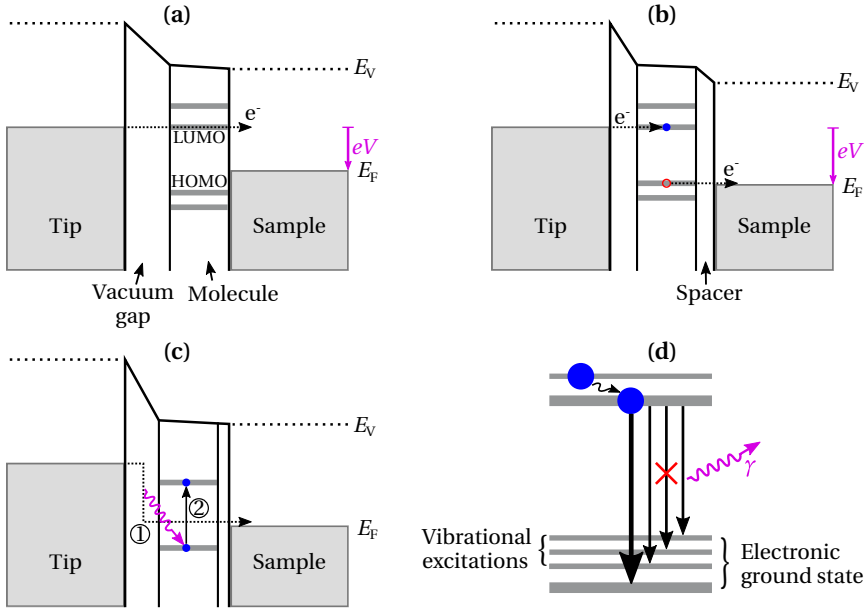 (a)
E_V
e-
LUMO
eV
HOMO
E_F
Tip
Sample
Vacuum
gap
Molecule
(b)
E_V
e-
eV
e-
E_F
Tip
Sample
Spacer
(c)
E_V
②
①
E_F
Tip
Sample
(d)
γ
Vibrational
excitations
Electronic
ground state